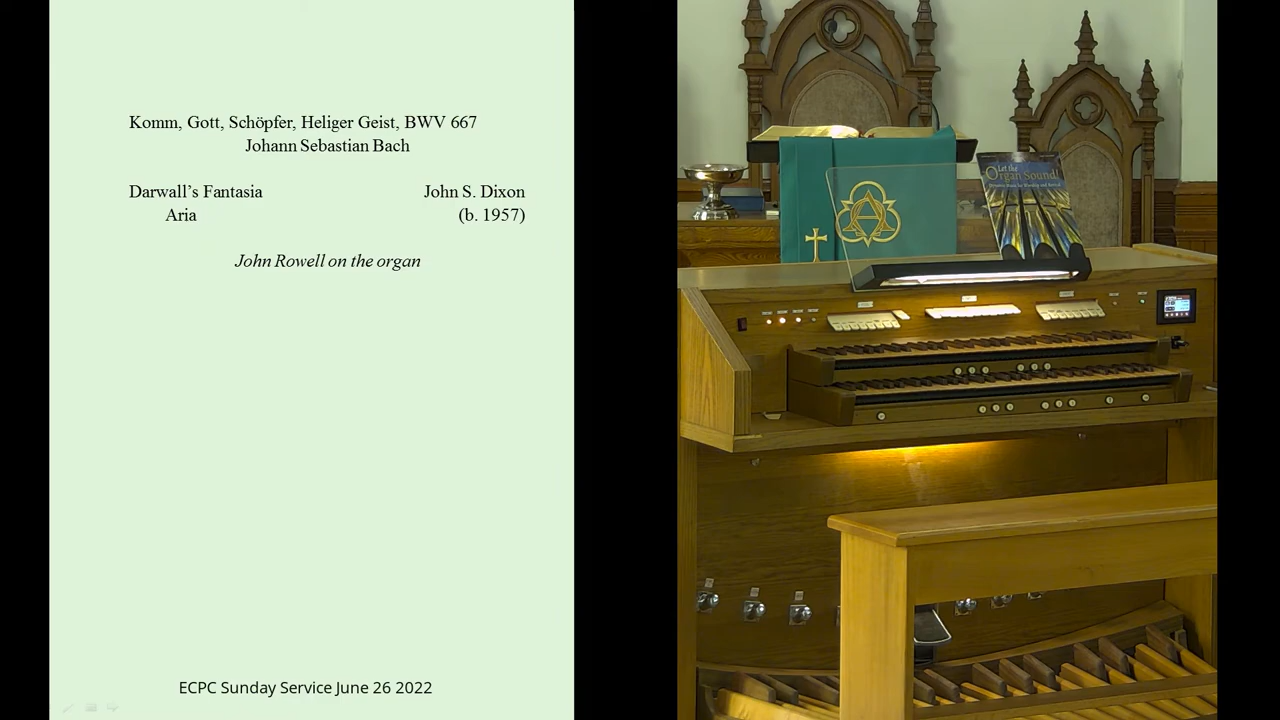 Komm, Gott, Schöpfer, Heliger Geist, BWV 667
Johann Sebastian Bach
Darwall’s Fantasia John S. Dixon
Aria (b. 1957)
John Rowell on the organ
ECPC Sunday Service June 26 2022
Let the
Organ Sound!